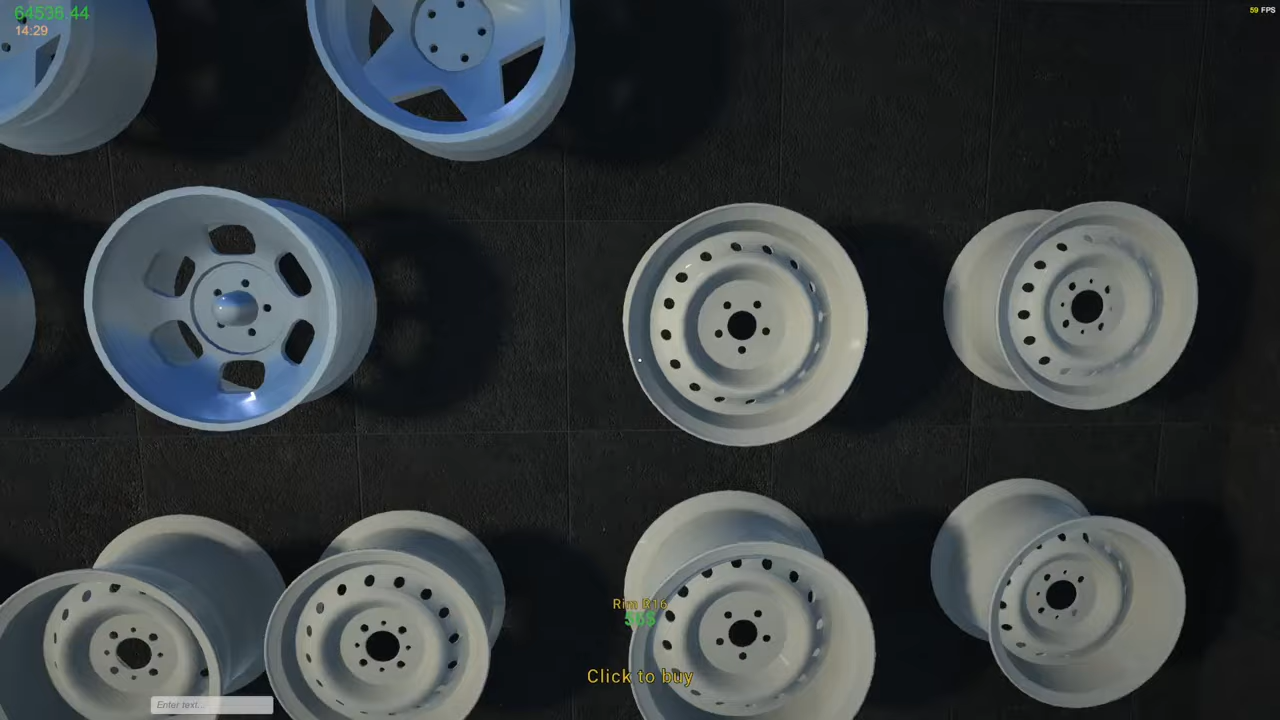 64536.44
59 FPS
14:29
Rim R16
Click to buy
Enter text...